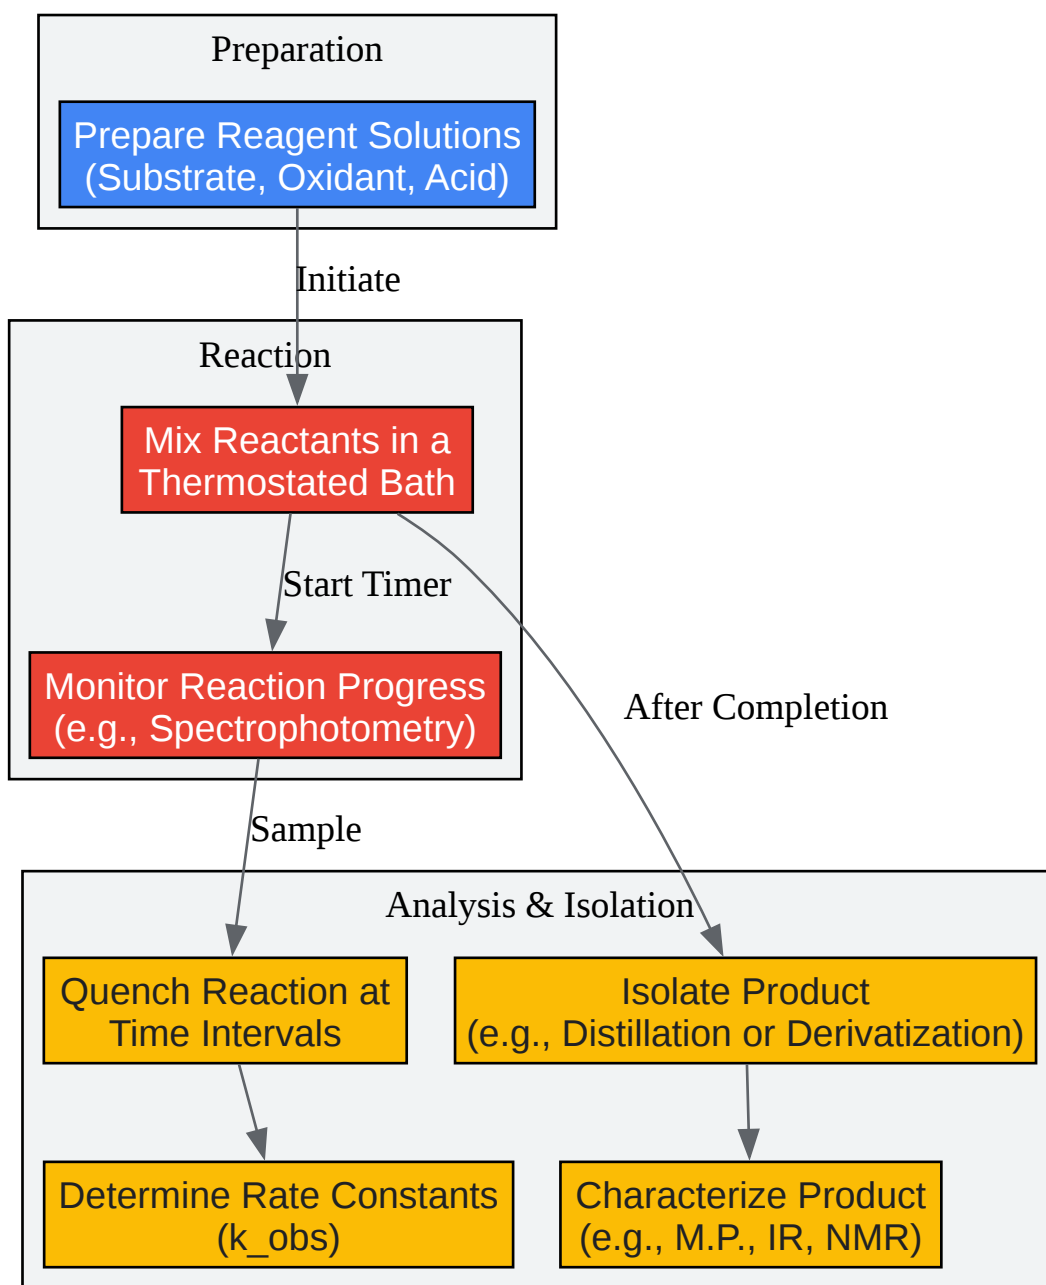 Preparation
Prepare Reagent Solutions
(Substrate, Oxidant, Acid)
Initiate
Reaction
Mix Reactants in a
Thermostated Bath
Start Timer
Monitor Reaction Progress
(e.g., Spectrophotometry)
After Completion
Sample
Analysis & Isolation
Quench Reaction at
Time Intervals
Isolate Product
(e.g., Distillation or Derivatization)
Determine Rate Constants
(k_obs)
Characterize Product
(e.g., M.P., IR, NMR)